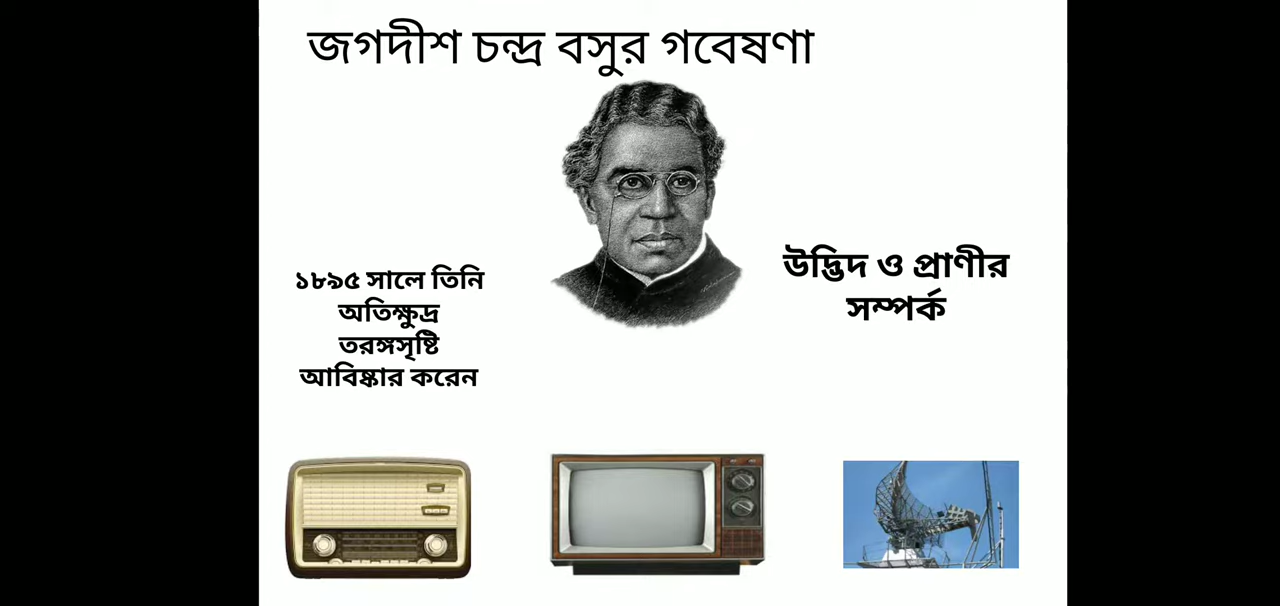 জগদীশ চন্দ্র বসুর গবেষণা
১৮৯৫ সালে তিনি
অতিক্ষুদ্র
তরঙ্গসৃষ্টি
আবিষ্কার করেন
উদ্ভিদ ও প্রাণীর
সম্পর্ক